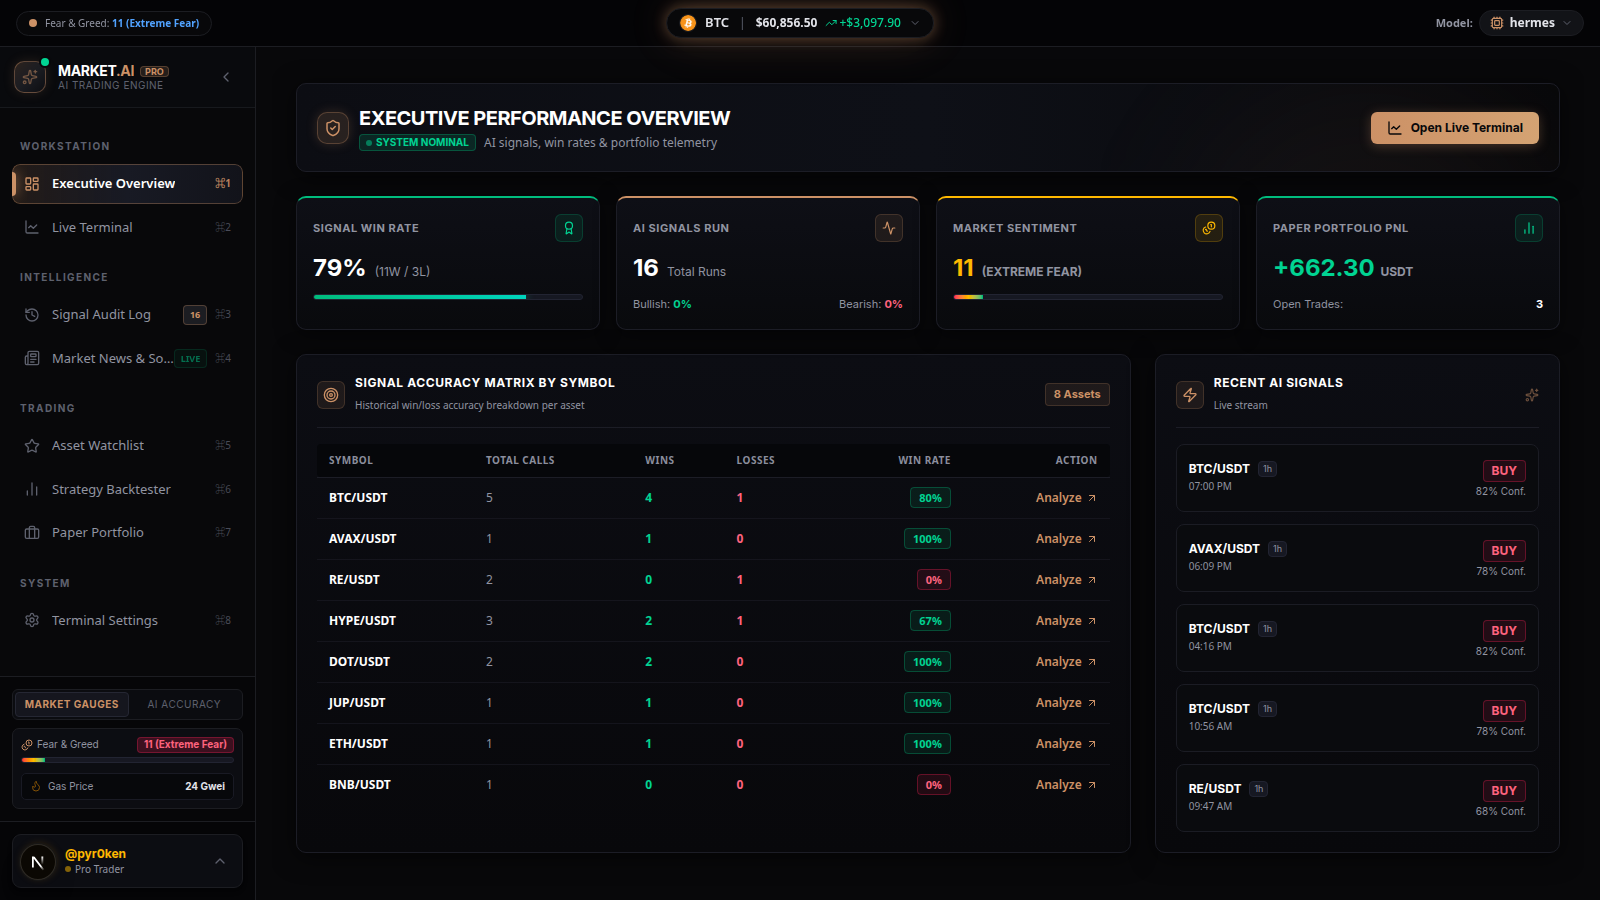 Fear & Greed: 11 (Extreme Fear)
BTC | $60,856.50 +$3,097.90
Model: hermes
MARKET.AI PRO
AI TRADING ENGINE
WORKSTATION
Executive Overview ⌘1
Live Terminal ⌘2
INTELLIGENCE
Signal Audit Log 16 ⌘3
Market News & So... LIVE ⌘4
TRADING
Asset Watchlist ⌘5
Strategy Backtester ⌘6
Paper Portfolio ⌘7
SYSTEM
Terminal Settings ⌘8
MARKET GAUGES AI ACCURACY
Fear & Greed 11 (Extreme Fear)
Gas Price 24 Gwei
N
@pyr0ken
Pro Trader
EXECUTIVE PERFORMANCE OVERVIEW
SYSTEM NOMINAL AI signals, win rates & portfolio telemetry
Open Live Terminal
SIGNAL WIN RATE
79% (11W / 3L)
AI SIGNALS RUN
16 Total Runs
Bullish: 0% Bearish: 0%
MARKET SENTIMENT
11 (EXTREME FEAR)
PAPER PORTFOLIO PNL
+662.30 USDT
Open Trades: 3
SIGNAL ACCURACY MATRIX BY SYMBOL
Historical win/loss accuracy breakdown per asset
8 Assets
SYMBOL TOTAL CALLS WINS LOSSES WIN RATE ACTION
BTC/USDT 5 4 1 80% Analyze
AVAX/USDT 1 1 0 100% Analyze
RE/USDT 2 0 1 0% Analyze
HYPE/USDT 3 2 1 67% Analyze
DOT/USDT 2 2 0 100% Analyze
JUP/USDT 1 1 0 100% Analyze
ETH/USDT 1 1 0 100% Analyze
BNB/USDT 1 0 0 0% Analyze
RECENT AI SIGNALS
Live stream
BTC/USDT 1h BUY
07:00 PM 82% Conf.
AVAX/USDT 1h BUY
06:09 PM 78% Conf.
BTC/USDT 1h BUY
04:16 PM 82% Conf.
BTC/USDT 1h BUY
10:56 AM 78% Conf.
RE/USDT 1h BUY
09:47 AM 68% Conf.